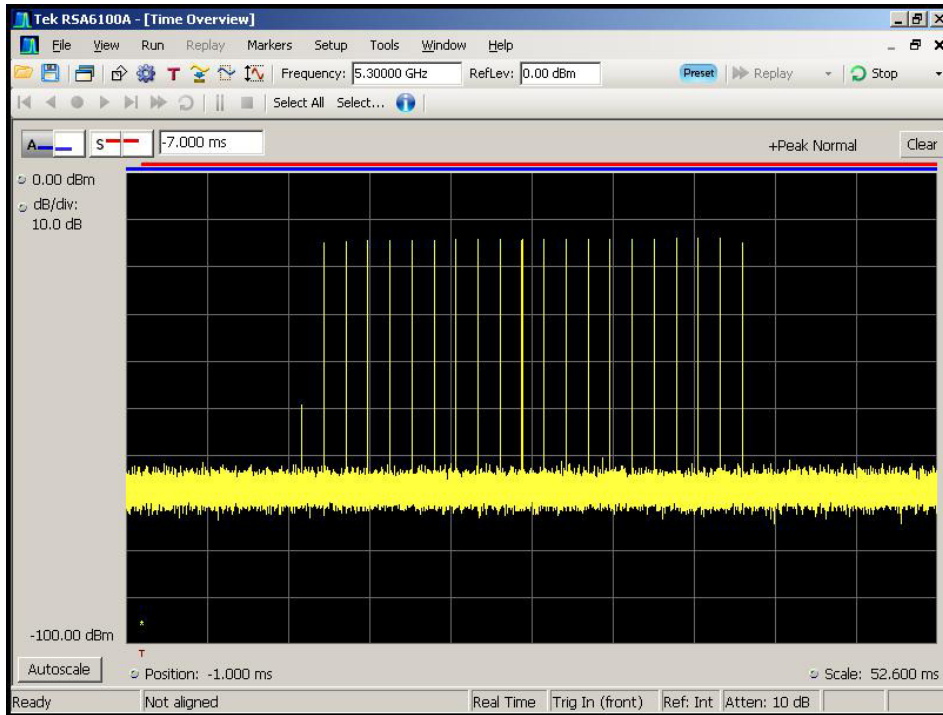 Tek RSA6100A - [Time Overview]
File View Run Replay Markers Setup Tools Window Help
T Frequency: 5.30000 GHz RefLev: 0.00 dBm Preset Replay Stop
Select All Select...
A S -7.000 ms +Peak Normal Clear
0.00 dBm
dB/div:
10.0 dB
-100.00 dBm
T
Autoscale Position: -1.000 ms Scale: 52.600 ms
Ready Not aligned Real Time Trig In (front) Ref: Int Atten: 10 dB